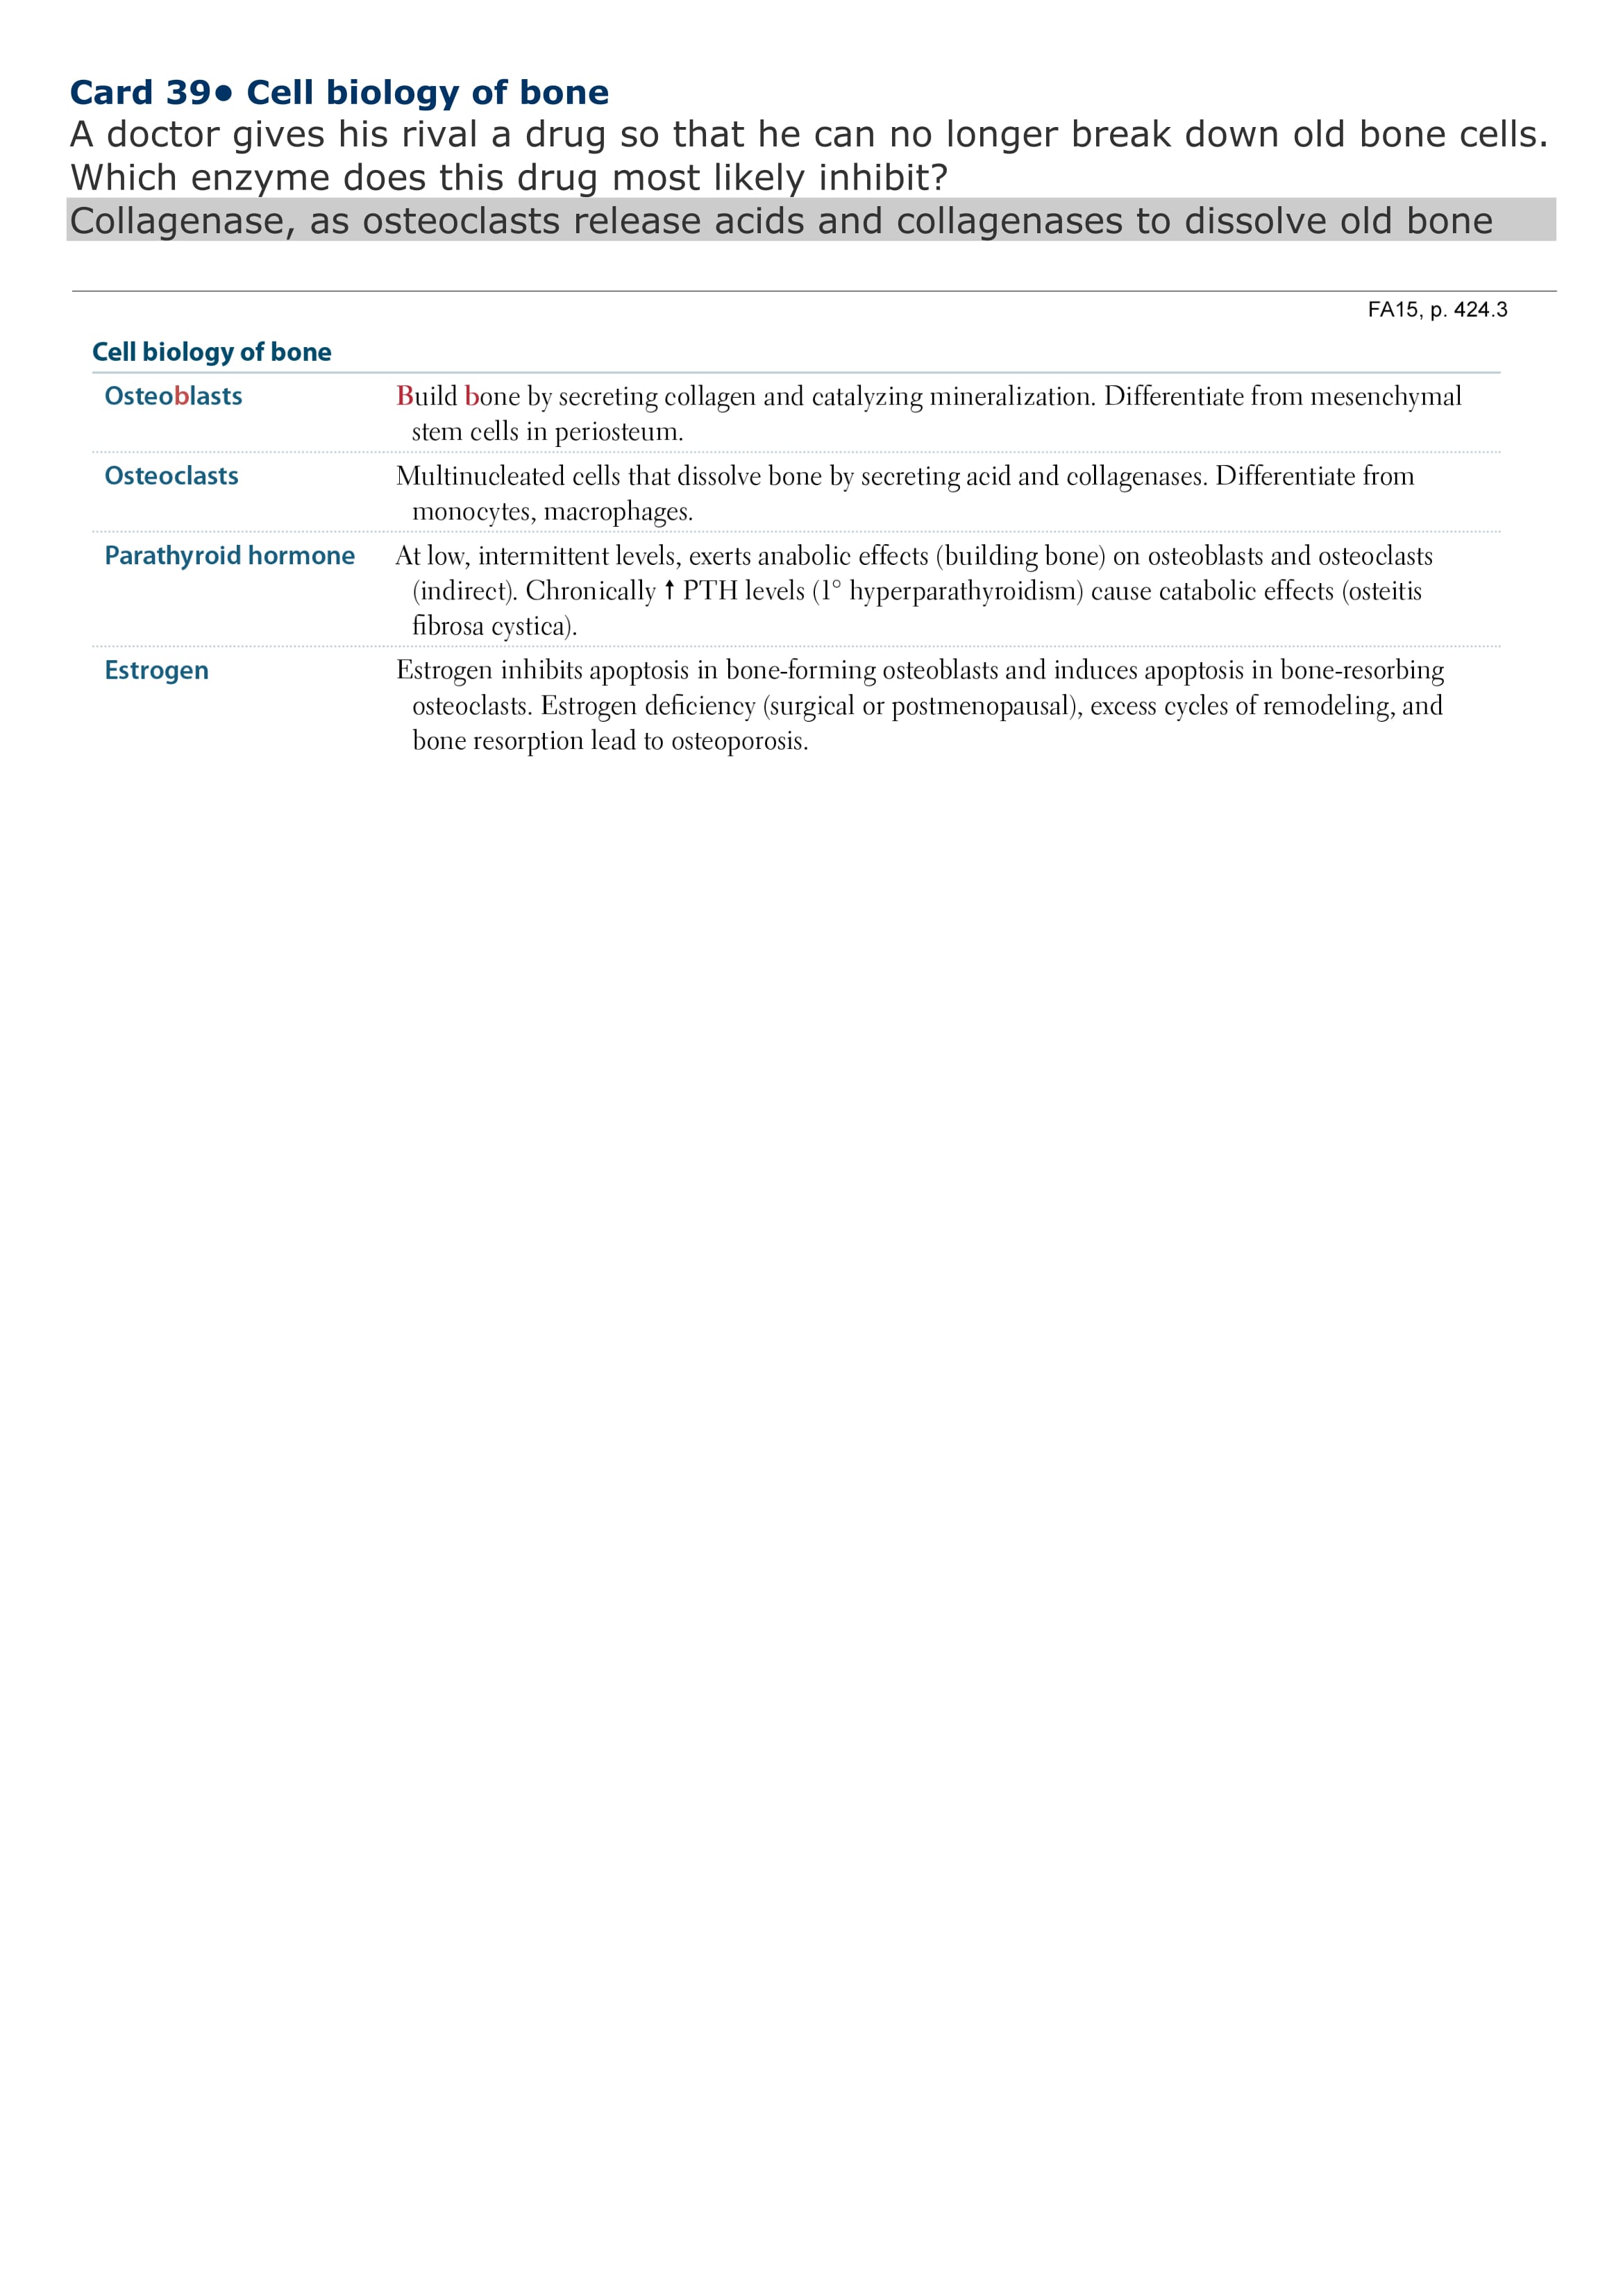 Card 39• Cell biology of bone
A doctor gives his rival a drug so that he can no longer break down old bone cells.
Which enzyme does this drug most likely inhibit?
Collagenase, as osteoclasts release acids and collagenases to dissolve old bone
FA15, p. 424.3
Cell biology of bone
Osteoblasts Build bone by secreting collagen and catalyzing mineralization. Differentiate from mesenchymal
stem cells in periosteum.
Osteoclasts Multinucleated cells that dissolve bone by secreting acid and collagenases. Differentiate from
monocytes, macrophages.
Parathyroid hormone At low, intermittent levels, exerts anabolic effects (building bone) on osteoblasts and osteoclasts
(indirect). Chronically ↑ PTH levels (1° hyperparathyroidism) cause catabolic effects (osteitis
fibrosa cystica).
Estrogen Estrogen inhibits apoptosis in bone-forming osteoblasts and induces apoptosis in bone-resorbing
osteoclasts. Estrogen deficiency (surgical or postmenopausal), excess cycles of remodeling, and
bone resorption lead to osteoporosis.